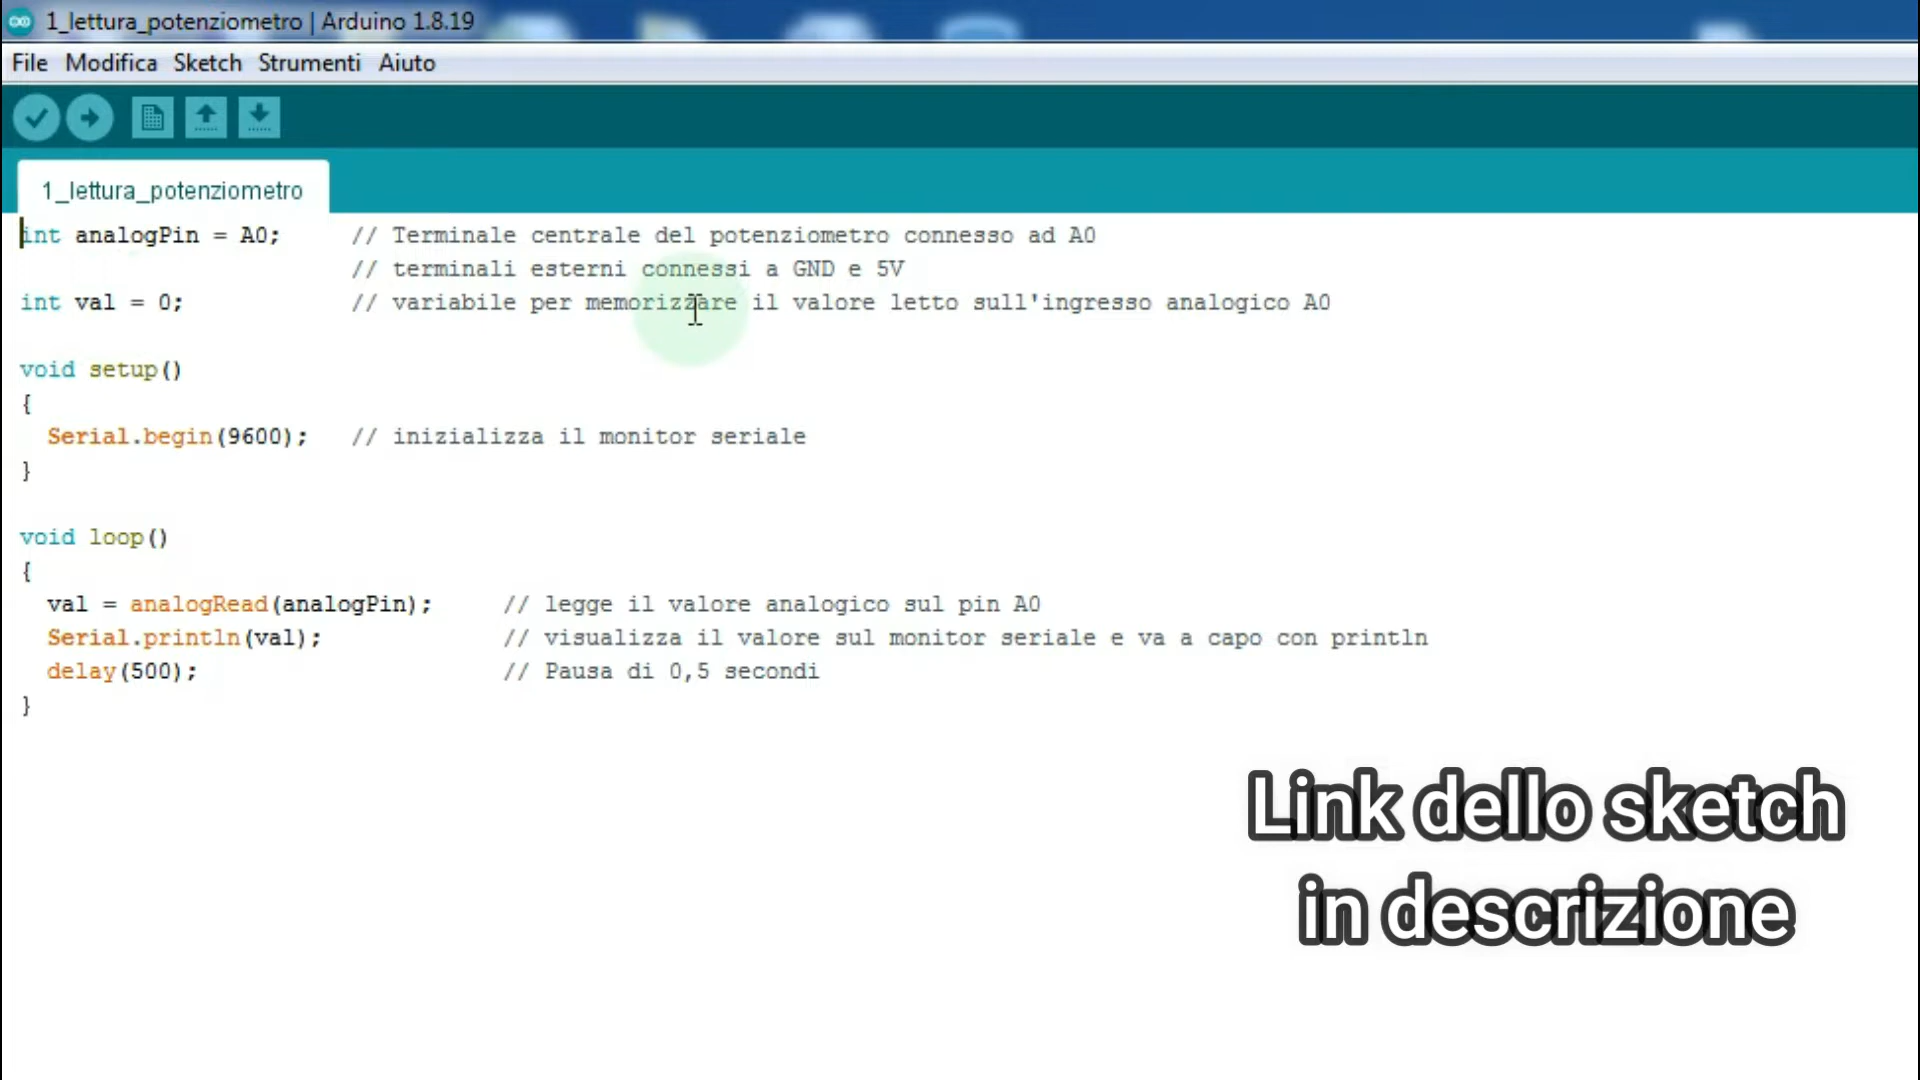 1_lettura_potenziometro | Arduino 1.8.19
File Modifica Sketch Strumenti Aiuto
1_lettura_potenziometro
int analogPin = A0; // Terminale centrale del potenziometro connesso ad A0
// terminali esterni connessi a GND e 5V
int val = 0; // variabile per memorizzare il valore letto sull'ingresso analogico A0
void setup()
{
Serial.begin(9600); // inizializza il monitor seriale
}
void loop()
{
val = analogRead(analogPin); // legge il valore analogico sul pin A0
Serial.println(val); // visualizza il valore sul monitor seriale e va a capo con println
delay(500); // Pausa di 0,5 secondi
}
Link dello sketch
in descrizione